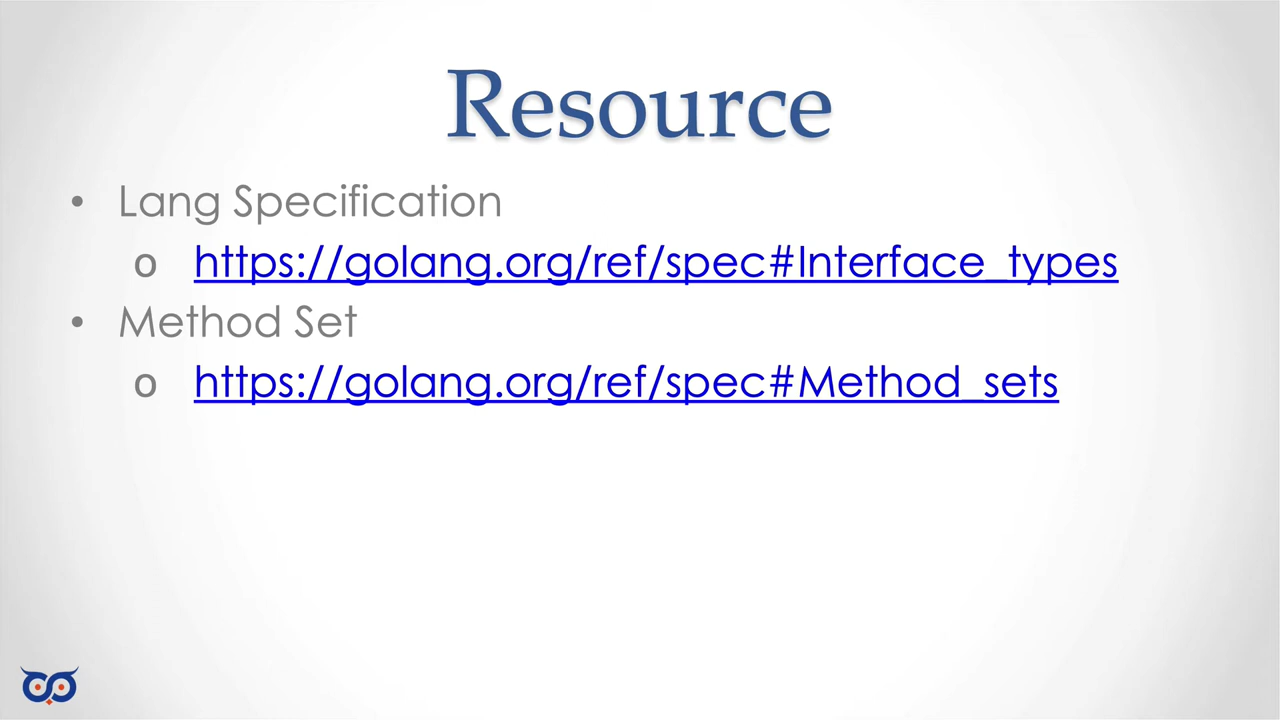 Resource
• Lang Specification
o https://golang.org/ref/spec#Interface_types
• Method Set
o https://golang.org/ref/spec#Method_sets